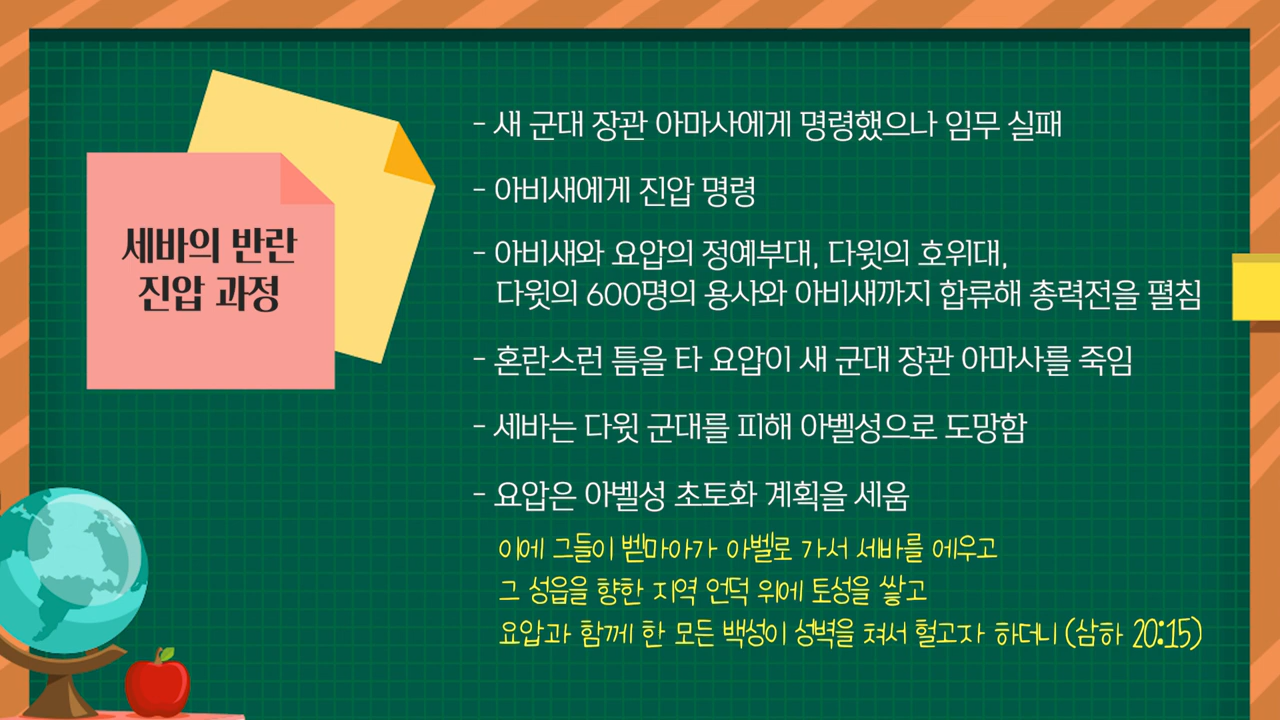 세바의 반란
진압 과정
- 새 군대 장관 아마사에게 명령했으나 임무 실패
- 아비새에게 진압 명령
- 아비새와 요압의 정예부대, 다윗의 호위대,
다윗의 600명의 용사와 아비새까지 합류해 총력전을 펼침
- 혼란스런 틈을 타 요압이 새 군대 장관 아마사를 죽임
- 세바는 다윗 군대를 피해 아벨성으로 도망함
- 요압은 아벨성 초토화 계획을 세움
이에 그들이 벧마아가 아벨로 가서 세바를 에우고
그 성읍을 향한 지역 언덕 위에 토성을 쌓고
요압과 함께 한 모든 백성이 성벽을 쳐서 헐고자 하더니 (삼하 20:15)